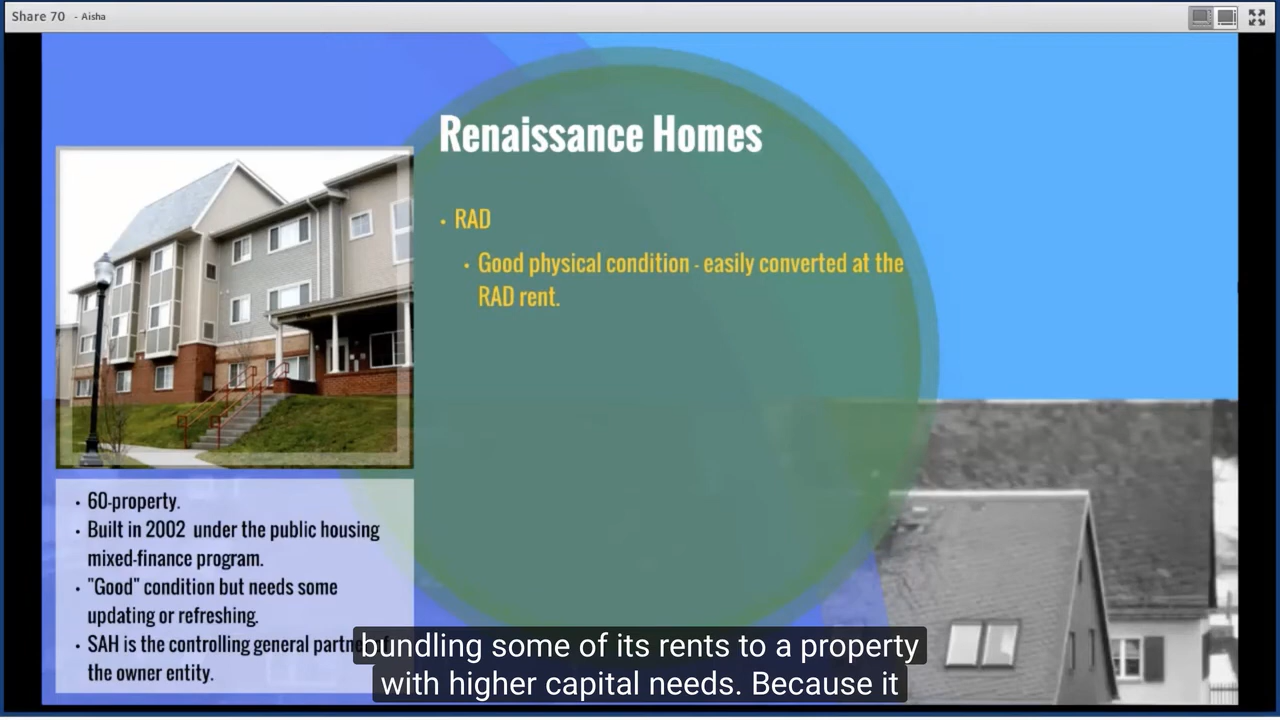 Share 70 - Aisha
Renaissance Homes
• RAD
• Good physical condition - easily converted at the
RAD rent.
• 60-property.
• Built in 2002 under the public housing
mixed-finance program.
• "Good" condition but needs some
updating or refreshing.
• SAH is the controlling general
the owner entity.
bundling some of its rents to a property
with higher capital needs. Because it